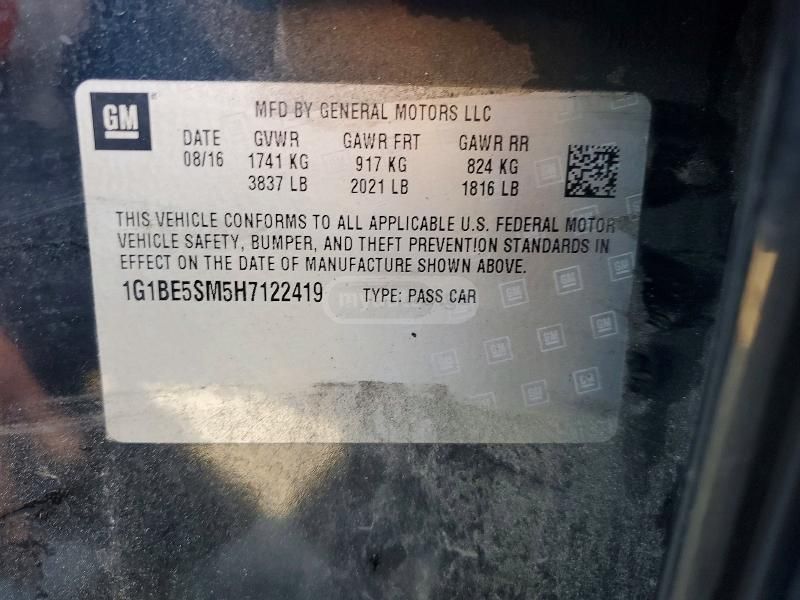 GM
MFD BY GENERAL MOTORS LLC
DATE GVWR GAWR FRT GAWR RR
08/16 1741 KG 917 KG 824 KG
3837 LB 2021 LB 1816 LB
THIS VEHICLE CONFORMS TO ALL APPLICABLE U.S. FEDERAL MOTOR
VEHICLE SAFETY, BUMPER, AND THEFT PREVENTION STANDARDS IN
EFFECT ON THE DATE OF MANUFACTURE SHOWN ABOVE.
1G1BE5SM5H7122419 TYPE: PASS CAR